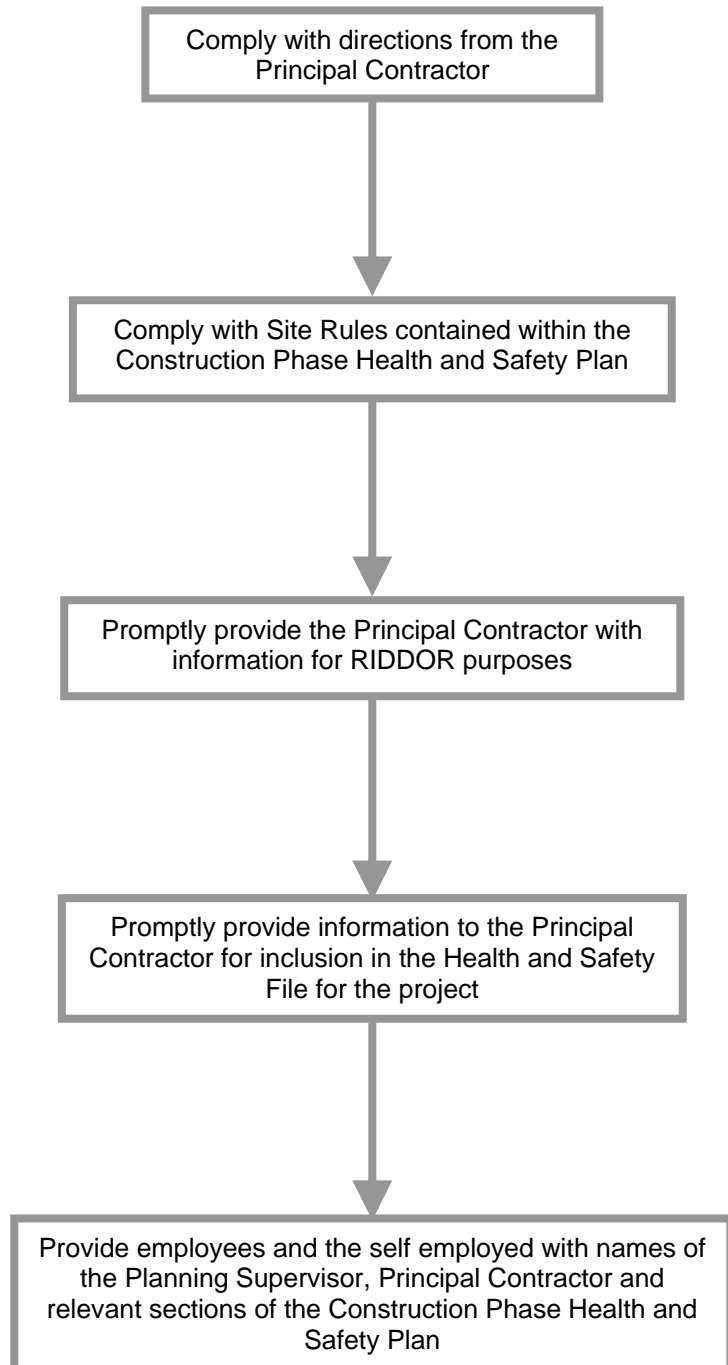 Comply with directions from the
Principal Contractor
Comply with Site Rules contained within the
Construction Phase Health and Safety Plan
Promptly provide the Principal Contractor with
information for RIDDOR purposes
Promptly provide information to the Principal
Contractor for inclusion in the Health and Safety
File for the project
Provide employees and the self employed with names of
the Planning Supervisor, Principal Contractor and
relevant sections of the Construction Phase Health and
Safety Plan